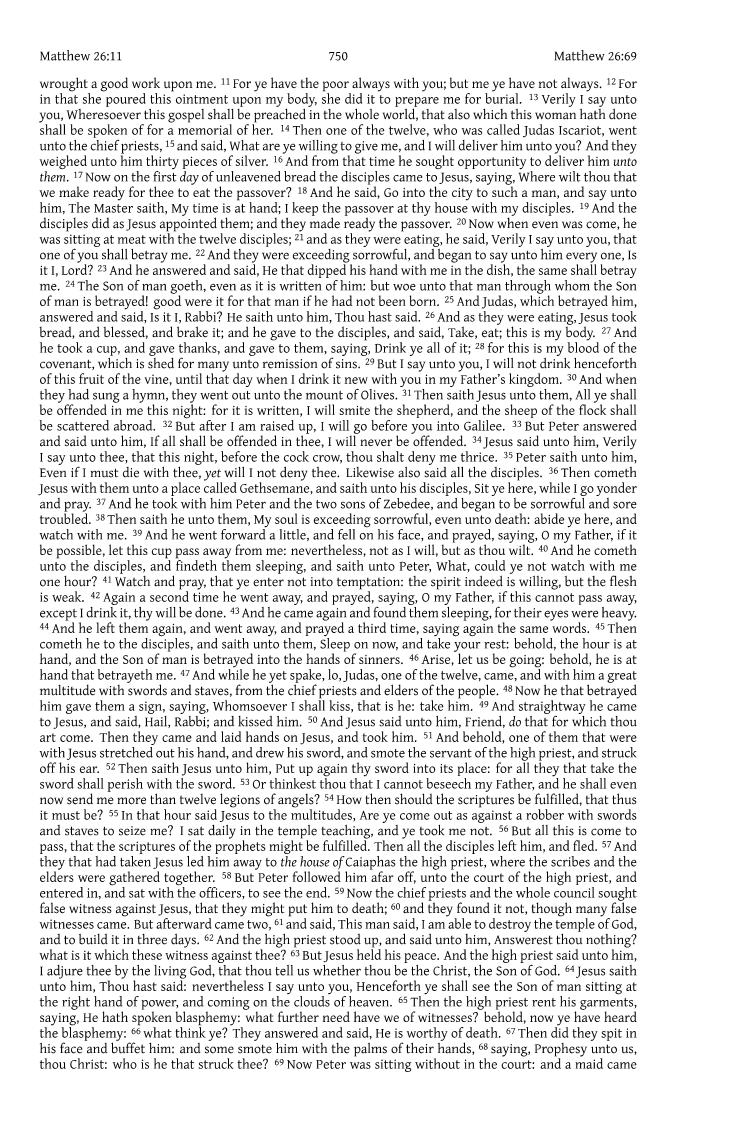 Matthew 26:11 750 Matthew 26:69
wrought a good work upon me. 11 For ye have the poor always with you; but me ye have not always. 12 For
in that she poured this ointment upon my body, she did it to prepare me for burial. 13 Verily I say unto
you, Wheresoever this gospel shall be preached in the whole world, that also which this woman hath done
shall be spoken of for a memorial of her. 14 Then one of the twelve, who was called Judas Iscariot, went
unto the chief priests, 15 and said, What are ye willing to give me, and I will deliver him unto you? And they
weighed unto him thirty pieces of silver. 16 And from that time he sought opportunity to deliver him unto
them. 17 Now on the first day of unleavened bread the disciples came to Jesus, saying, Where wilt thou that
we make ready for thee to eat the passover? 18 And he said, Go into the city to such a man, and say unto
him, The Master saith, My time is at hand; I keep the passover at thy house with my disciples. 19 And the
disciples did as Jesus appointed them; and they made ready the passover. 20 Now when even was come, he
was sitting at meat with the twelve disciples; 21 and as they were eating, he said, Verily I say unto you, that
one of you shall betray me. 22 And they were exceeding sorrowful, and began to say unto him every one, Is
it I, Lord? 23 And he answered and said, He that dipped his hand with me in the dish, the same shall betray
me. 24 The Son of man goeth, even as it is written of him: but woe unto that man through whom the Son
of man is betrayed! good were it for that man if he had not been born. 25 And Judas, which betrayed him,
answered and said, Is it I, Rabbi? He saith unto him, Thou hast said. 26 And as they were eating, Jesus took
bread, and blessed, and brake it; and he gave to the disciples, and said, Take, eat; this is my body. 27 And
he took a cup, and gave thanks, and gave to them, saying, Drink ye all of it; 28 for this is my blood of the
covenant, which is shed for many unto remission of sins. 29 But I say unto you, I will not drink henceforth
of this fruit of the vine, until that day when I drink it new with you in my Father's kingdom. 30 And when
they had sung a hymn, they went out unto the mount of Olives. 31 Then saith Jesus unto them, All ye shall
be offended in me this night: for it is written, I will smite the shepherd, and the sheep of the flock shall
be scattered abroad. 32 But after I am raised up, I will go before you into Galilee. 33 But Peter answered
and said unto him, If all shall be offended in thee, I will never be offended. 34 Jesus said unto him, Verily
I say unto thee, that this night, before the cock crow, thou shalt deny me thrice. 35 Peter saith unto him,
Even if I must die with thee, yet will I not deny thee. Likewise also said all the disciples. 36 Then cometh
Jesus with them unto a place called Gethsemane, and saith unto his disciples, Sit ye here, while I go yonder
and pray. 37 And he took with him Peter and the two sons of Zebedee, and began to be sorrowful and sore
troubled. 38 Then saith he unto them, My soul is exceeding sorrowful, even unto death: abide ye here, and
watch with me. 39 And he went forward a little, and fell on his face, and prayed, saying, O my Father, if it
be possible, let this cup pass away from me: nevertheless, not as I will, but as thou wilt. 40 And he cometh
unto the disciples, and findeth them sleeping, and saith unto Peter, What, could ye not watch with me
one hour? 41 Watch and pray, that ye enter not into temptation: the spirit indeed is willing, but the flesh
is weak. 42 Again a second time he went away, and prayed, saying, O my Father, if this cannot pass away,
except I drink it, thy will be done. 43 And he came again and found them sleeping, for their eyes were heavy.
44 And he left them again, and went away, and prayed a third time, saying again the same words. 45 Then
cometh he to the disciples, and saith unto them, Sleep on now, and take your rest: behold, the hour is at
hand, and the Son of man is betrayed into the hands of sinners. 46 Arise, let us be going: behold, he is at
hand that betrayeth me. 47 And while he yet spake, lo, Judas, one of the twelve, came, and with him a great
multitude with swords and staves, from the chief priests and elders of the people. 48 Now he that betrayed
him gave them a sign, saying, Whomsoever I shall kiss, that is he: take him. 49 And straightway he came
to Jesus, and said, Hail, Rabbi; and kissed him. 50 And Jesus said unto him, Friend, do that for which thou
art come. Then they came and laid hands on Jesus, and took him. 51 And behold, one of them that were
with Jesus stretched out his hand, and drew his sword, and smote the servant of the high priest, and struck
off his ear. 52 Then saith Jesus unto him, Put up again thy sword into its place: for all they that take the
sword shall perish with the sword. 53 Or thinkest thou that I cannot beseech my Father, and he shall even
now send me more than twelve legions of angels? 54 How then should the scriptures be fulfilled, that thus
it must be? 55 In that hour said Jesus to the multitudes, Are ye come out as against a robber with swords
and staves to seize me? I sat daily in the temple teaching, and ye took me not. 56 But all this is come to
pass, that the scriptures of the prophets might be fulfilled. Then all the disciples left him, and fled. 57 And
they that had taken Jesus led him away to the house of Caiaphas the high priest, where the scribes and the
elders were gathered together. 58 But Peter followed him afar off, unto the court of the high priest, and
entered in, and sat with the officers, to see the end. 59 Now the chief priests and the whole council sought
false witness against Jesus, that they might put him to death; 60 and they found it not, though many false
witnesses came. But afterward came two, 61 and said, This man said, I am able to destroy the temple of God,
and to build it in three days. 62 And the high priest stood up, and said unto him, Answerest thou nothing?
what is it which these witness against thee? 63 But Jesus held his peace. And the high priest said unto him,
I adjure thee by the living God, that thou tell us whether thou be the Christ, the Son of God. 64 Jesus saith
unto him, Thou hast said: nevertheless I say unto you, Henceforth ye shall see the Son of man sitting at
the right hand of power, and coming on the clouds of heaven. 65 Then the high priest rent his garments,
saying, He hath spoken blasphemy: what further need have we of witnesses? behold, now ye have heard
the blasphemy: 66 what think ye? They answered and said, He is worthy of death. 67 Then did they spit in
his face and buffet him: and some smote him with the palms of their hands, 68 saying, Prophesy unto us,
thou Christ: who is he that struck thee? 69 Now Peter was sitting without in the court: and a maid came